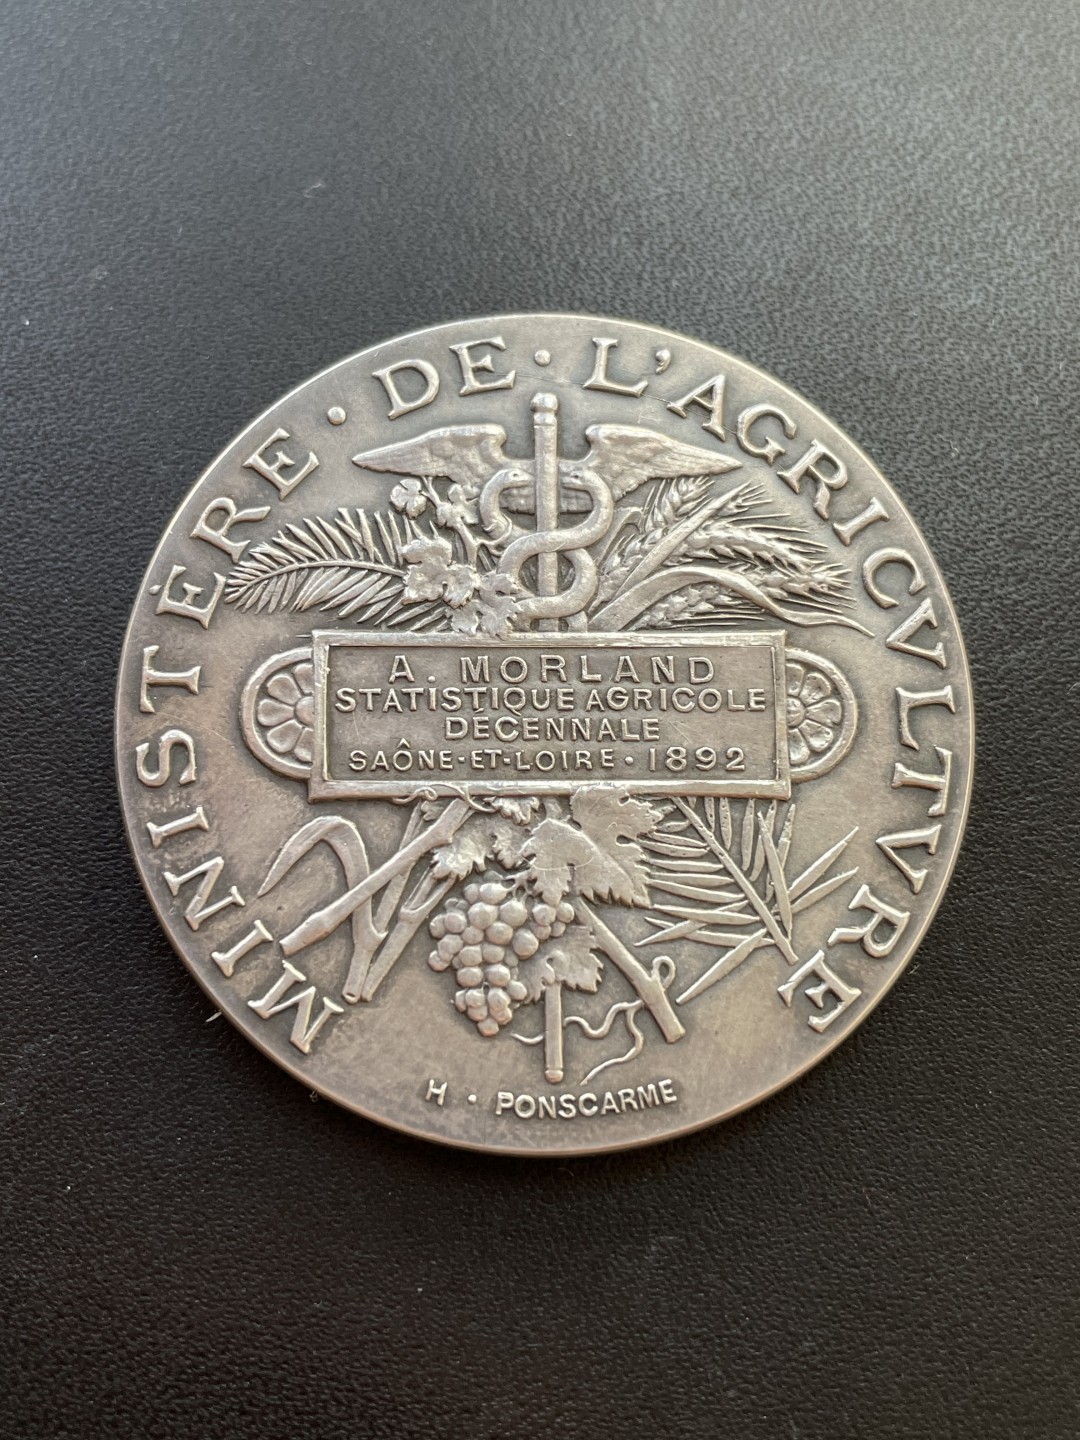 MINISTÈRE · DE · L'AGRICVLTVRE
A. MORLAND
STATISTIQUE AGRICOLE
DÉCENNALE
SAÔNE-ET-LOIRE · 1892
H · PONSCARME